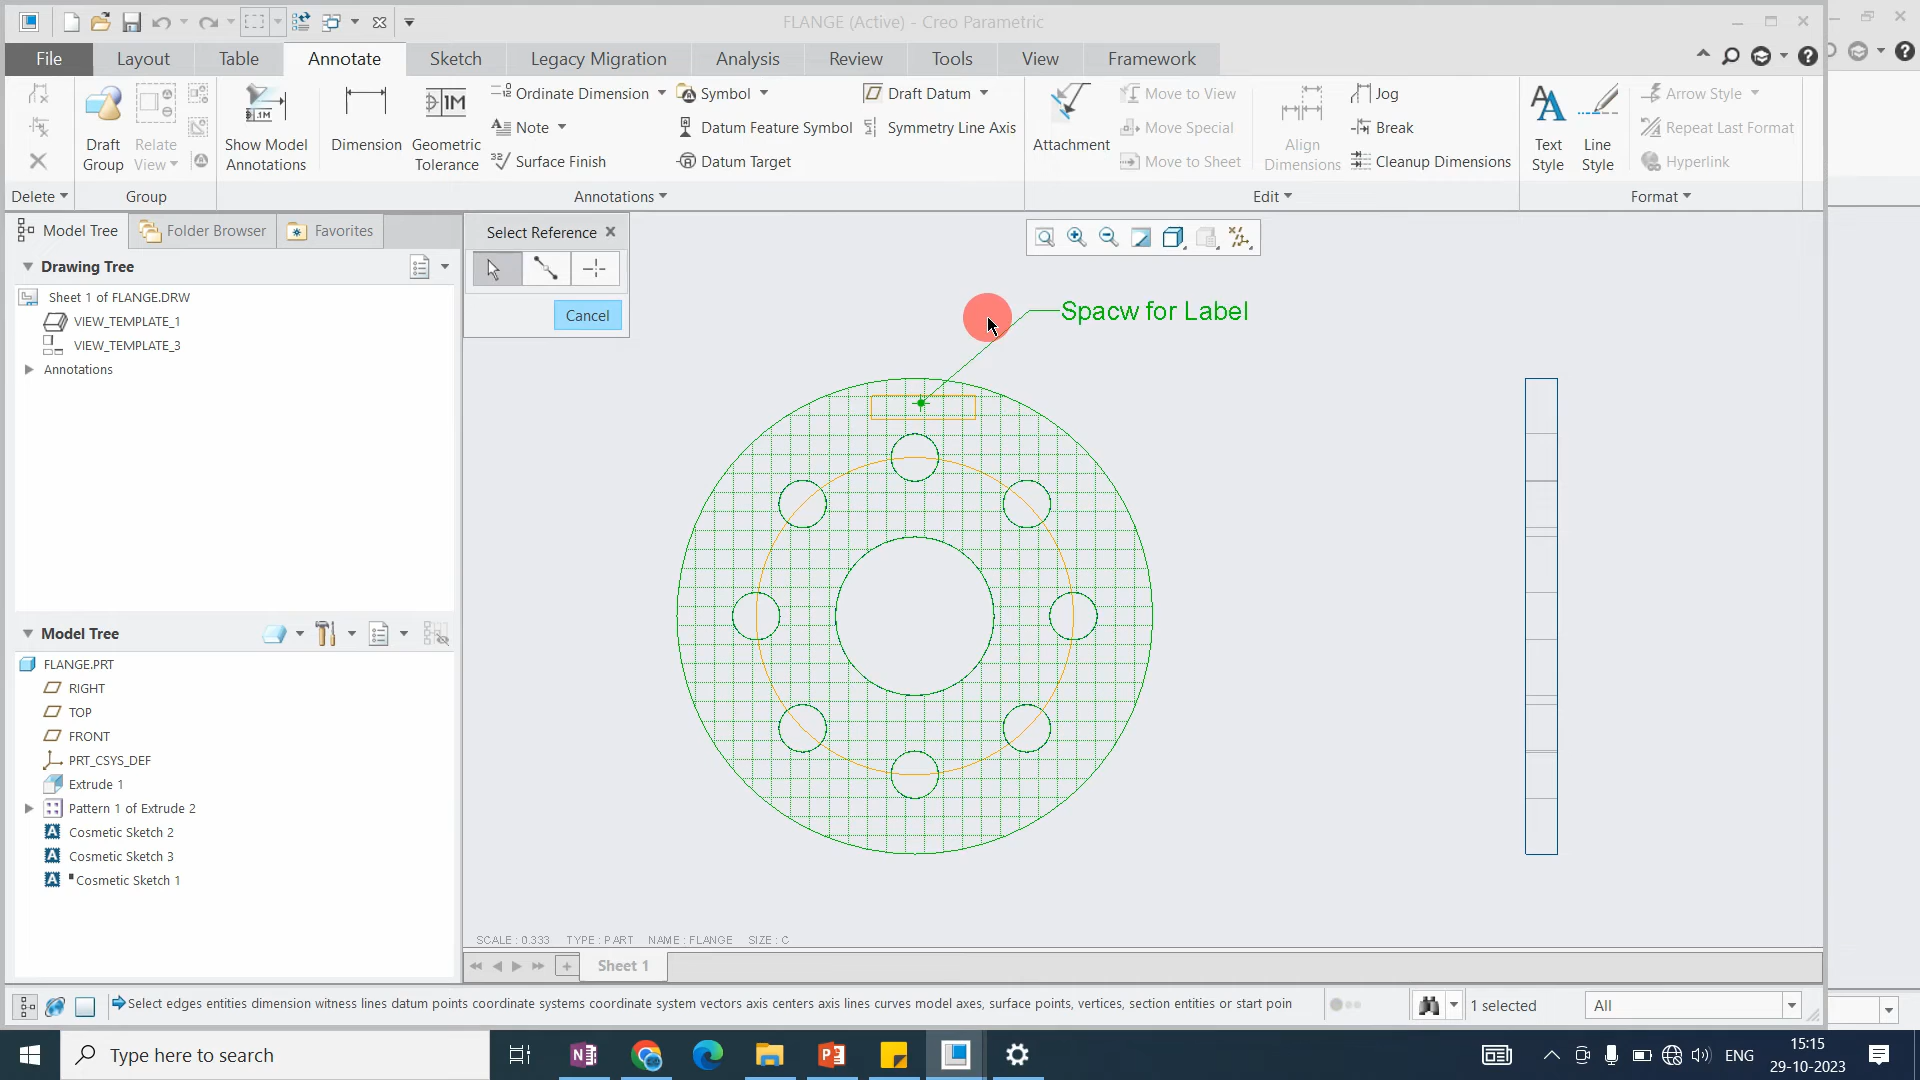 FLANGE (Active) - Creo Parametric
File
Layout
Table
Annotate
Sketch
Legacy Migration
Analysis
Review
Tools
View
Framework
Draft Group
Relate View
Show Model Annotations
Dimension
Geometric Tolerance
Ordinate Dimension
Note
Surface Finish
Symbol
Datum Feature Symbol
Datum Target
Draft Datum
Symmetry Line Axis
Attachment
Move to View
Move Special
Move to Sheet
Align Dimensions
Jog
Break
Cleanup Dimensions
Text Style
Line Style
Arrow Style
Repeat Last Format
Hyperlink
Delete
Group
Annotations
Edit
Format
Model Tree
Folder Browser
Favorites
Drawing Tree
Sheet 1 of FLANGE.DRW
VIEW_TEMPLATE_1
VIEW_TEMPLATE_3
Annotations
Model Tree
FLANGE.PRT
RIGHT
TOP
FRONT
PRT_CSYS_DEF
Extrude 1
Pattern 1 of Extrude 2
Cosmetic Sketch 2
Cosmetic Sketch 3
Cosmetic Sketch 1
Select Reference
Cancel
Spacw for Label
SCALE : 0.333 TYPE : PART NAME : FLANGE SIZE : C
Sheet 1
Select edges entities dimension witness lines datum points coordinate systems coordinate system vectors axis centers axis lines curves model axes, surface points, vertices, section entities or start poin
1 selected
All
Type here to search
ENG
15:15
29-10-2023